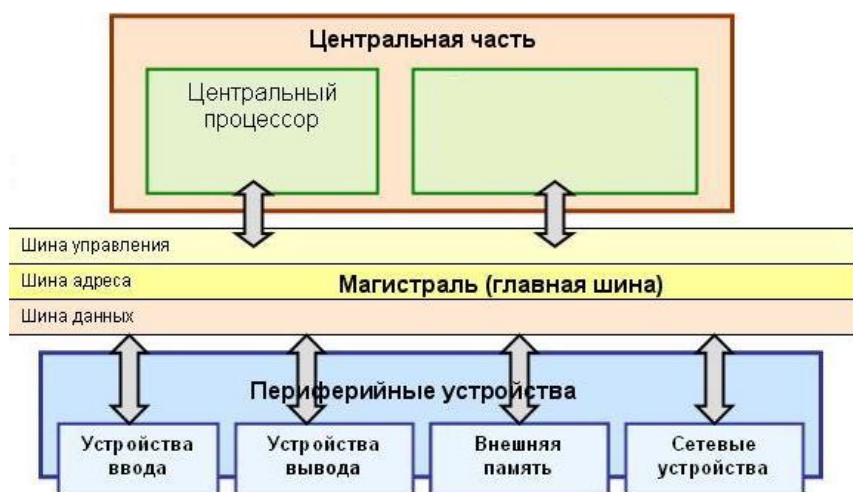 Центральная часть
Центральный
процессор
Шина управления
Шина адреса
Магистраль (главная шина)
Шина данных
Периферийные устройства
Устройства
ввода
Устройства
вывода
Внешняя
память
Сетевые
устройства